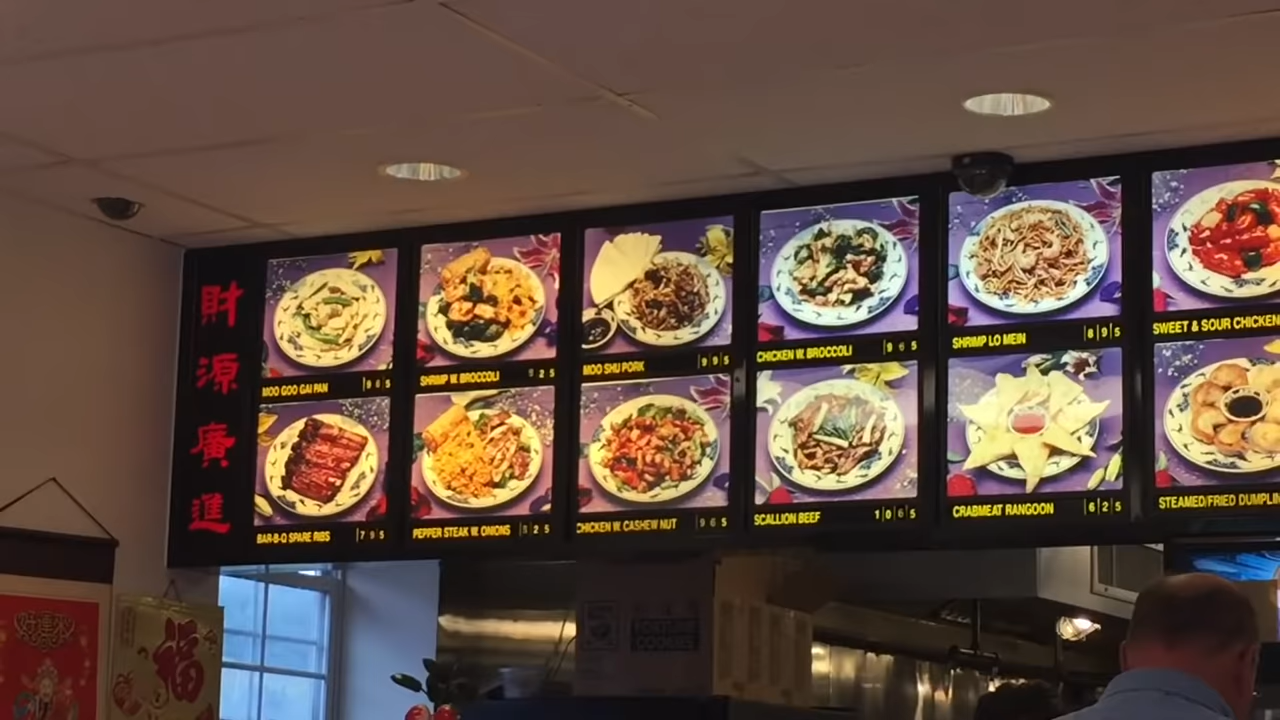 財源廣進
MOO GOO GAI PAN 9 6 5
SHRIMP W. BROCCOLI 2 5
MOO SHU PORK 9 9 5
CHICKEN W. BROCCOLI 9 6 5
SHRIMP LO MEIN 8 9 5
SWEET & SOUR CHICKEN
BAR-B-Q SPARE RIBS 7 9 5
PEPPER STEAK W. ONIONS 2 5
CHICKEN W. CASHEW NUT 9 6 5
SCALLION BEEF 1 0 6 5
CRABMEAT RANGOON 6 2 5
STEAMED/FRIED DUMPLIN
福
FORTUNE
COOKIES